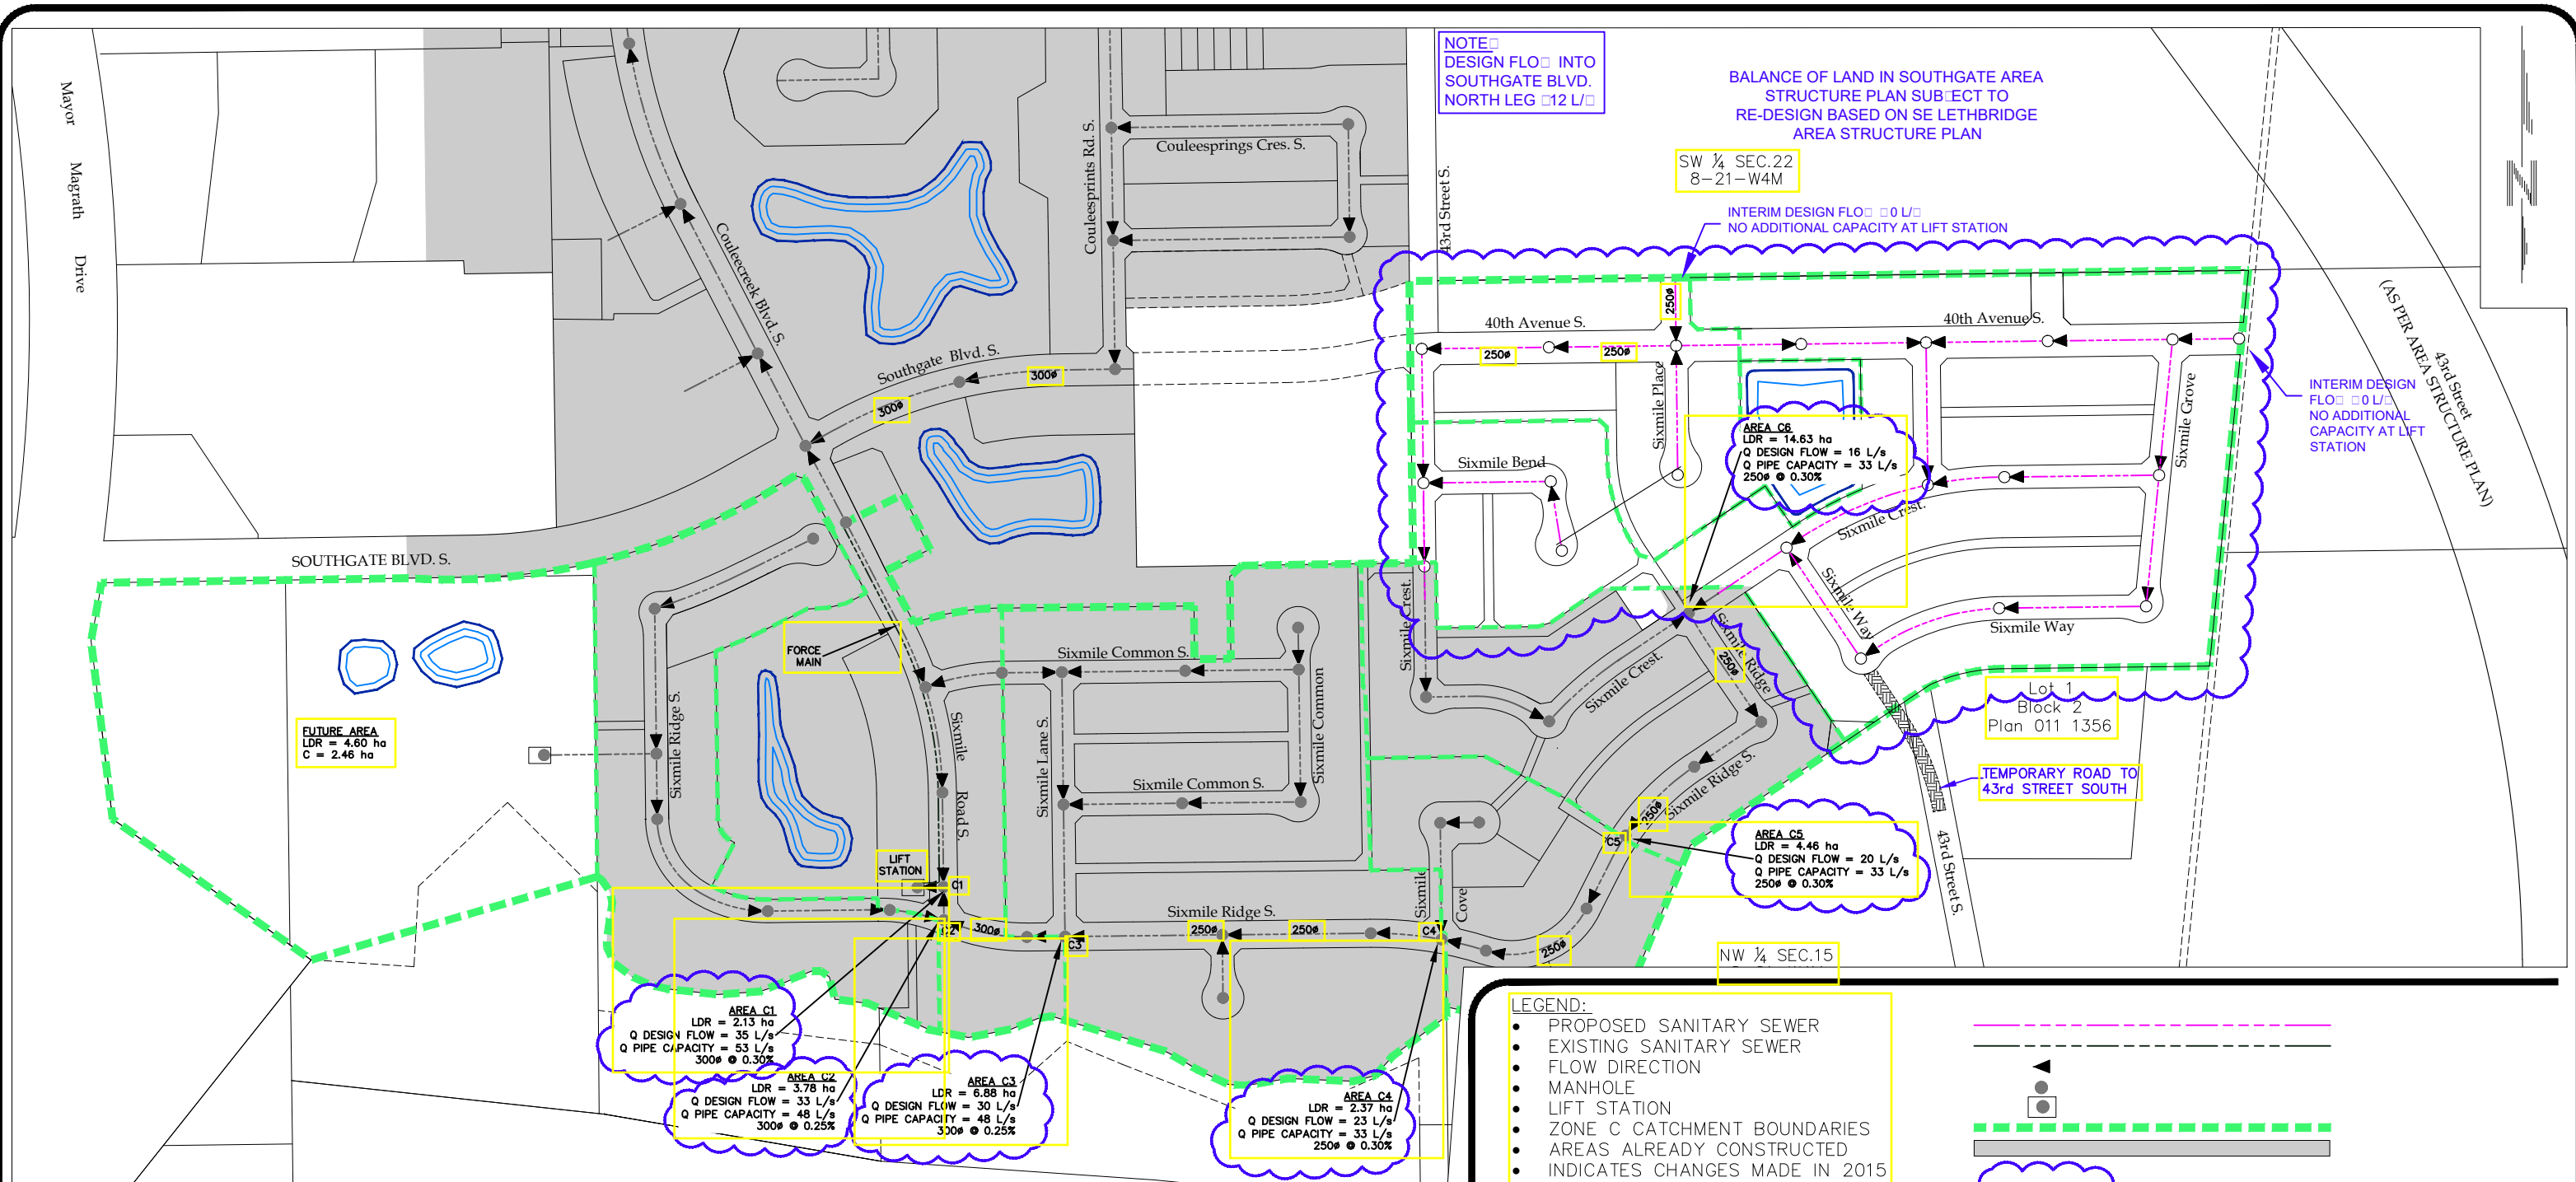 Mayor Magrath Drive
NOTE□
DESIGN FLO□ INTO
SOUTHGATE BLVD.
NORTH LEG □12 L/□
BALANCE OF LAND IN SOUTHGATE AREA
STRUCTURE PLAN SUB□ECT TO
RE-DESIGN BASED ON SE LETHBRIDGE
AREA STRUCTURE PLAN
SW ¼ SEC.22
8-21-W4M
INTERIM DESIGN FLO□ □0 L/□
NO ADDITIONAL CAPACITY AT LIFT STATION
N
Couleecreek Blvd. S.
Couleesprints Rd. S.
Couleesprings Cres. S.
43rd Street S.
Southgate Blvd. S.
300ø
300ø
40th Avenue S.
40th Avenue S.
250ø
250ø
250ø
Sixmile Place
Sixmile Bend
Sixmile Grove
INTERIM DESIGN
FLO□ □0 L/□
NO ADDITIONAL
CAPACITY AT LIFT
STATION
43rd Street
(AS PER AREA STRUCTURE PLAN)
AREA C6
LDR = 14.63 ha
Q DESIGN FLOW = 16 L/s
Q PIPE CAPACITY = 33 L/s
250ø @ 0.30%
Sixmile Crest.
Sixmile Way
Sixmile Way
SOUTHGATE BLVD. S.
FORCE
MAIN
Sixmile Common S.
Sixmile Common
Sixmile Common S.
Sixmile Lane S.
Sixmile Road S.
Sixmile Ridge S.
Sixmile Crest.
Sixmile Crest.
Sixmile Ridge
250ø
Sixmile Ridge S.
250ø
FUTURE AREA
LDR = 4.60 ha
C = 2.46 ha
Lot 1
Block 2
Plan 011 1356
TEMPORARY ROAD TO
43rd STREET SOUTH
43rd Street S.
LIFT
STATION
C1
C2
300ø
C3
250ø
250ø
C4
250ø
C5
Sixmile Ridge S.
Sixmile Cove
AREA C5
LDR = 4.46 ha
Q DESIGN FLOW = 20 L/s
Q PIPE CAPACITY = 33 L/s
250ø @ 0.30%
NW ¼ SEC.15
AREA C1
LDR = 2.13 ha
Q DESIGN FLOW = 35 L/s
Q PIPE CAPACITY = 53 L/s
300ø @ 0.30%
AREA C2
LDR = 3.78 ha
Q DESIGN FLOW = 33 L/s
Q PIPE CAPACITY = 48 L/s
300ø @ 0.25%
AREA C3
LDR = 6.88 ha
Q DESIGN FLOW = 30 L/s
Q PIPE CAPACITY = 48 L/s
300ø @ 0.25%
AREA C4
LDR = 2.37 ha
Q DESIGN FLOW = 23 L/s
Q PIPE CAPACITY = 33 L/s
250ø @ 0.30%
LEGEND:
• PROPOSED SANITARY SEWER
• EXISTING SANITARY SEWER
• FLOW DIRECTION
• MANHOLE
• LIFT STATION
• ZONE C CATCHMENT BOUNDARIES
• AREAS ALREADY CONSTRUCTED
• INDICATES CHANGES MADE IN 2015